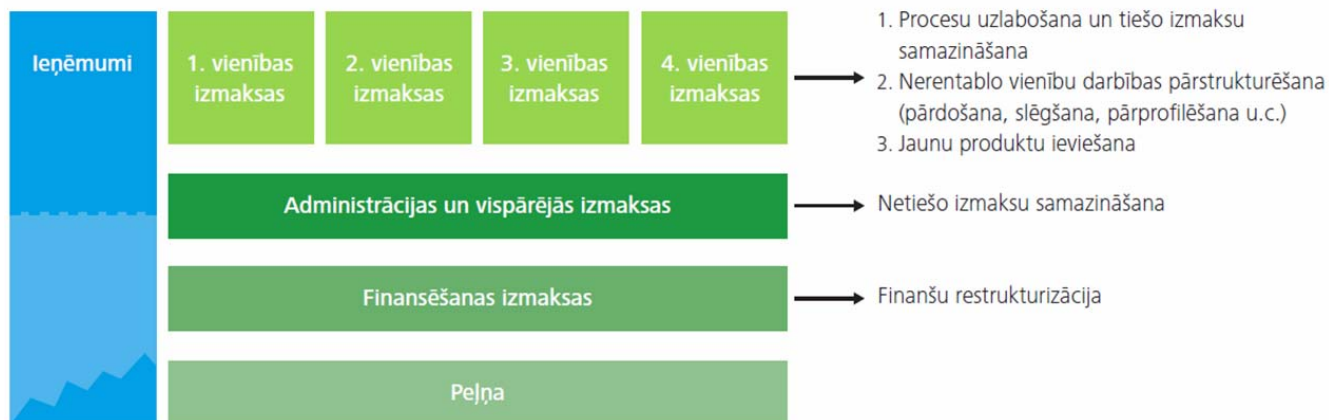 Ieņēmumi
1. vienības
izmaksas
2. vienības
izmaksas
3. vienības
izmaksas
4. vienības
izmaksas
1. Procesu uzlabošana un tiešo izmaksu
samazināšana
2. Nerentablo vienību darbības pārstrukturēšana
(pārdošana, slēgšana, pārprofilēšana u.c.)
3. Jaunu produktu ieviešana
Administrācijas un vispārējās izmaksas
Netiešo izmaksu samazināšana
Finansēšanas izmaksas
Finanšu restrukturizācija
Peļņa